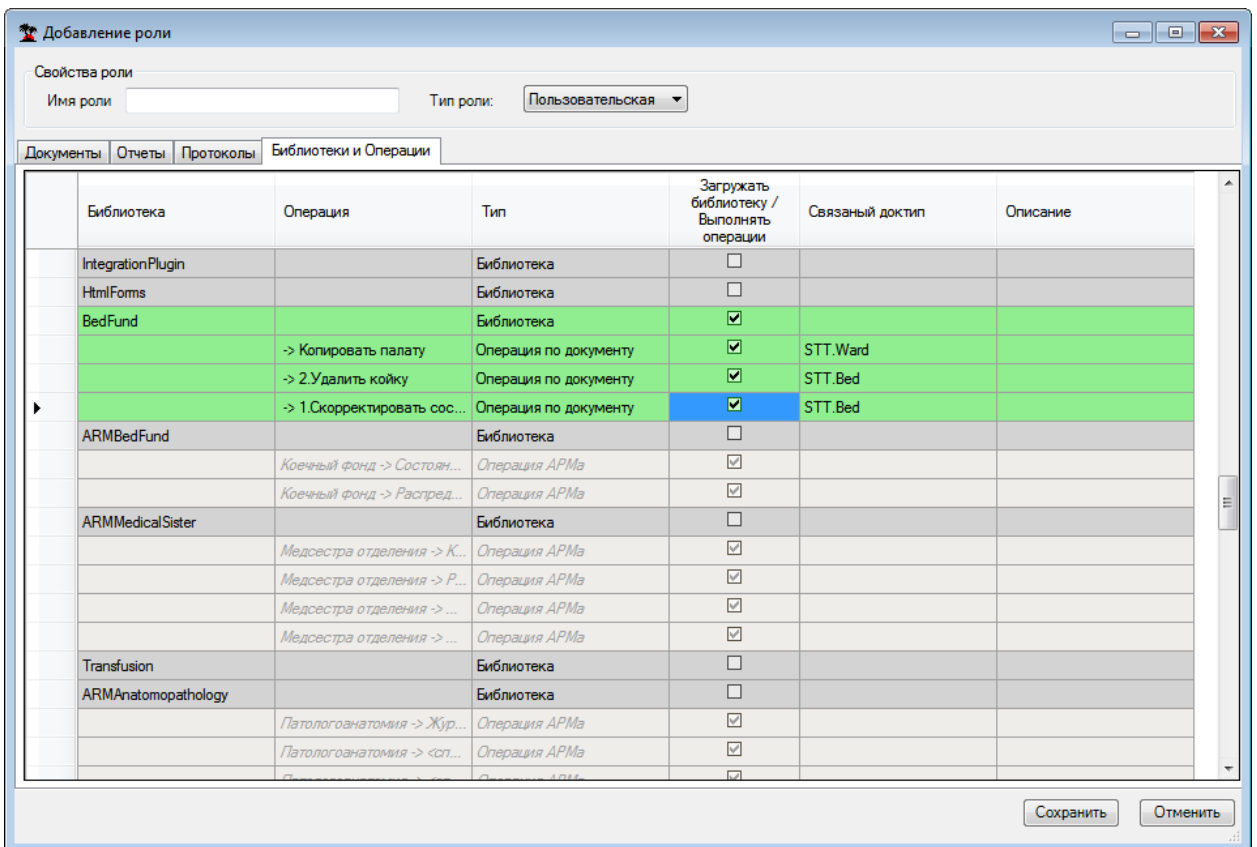 Добавление роли
Свойства роли
Имя роли Тип роли: Пользовательская
Документы Отчеты Протоколы Библиотеки и Операции
Библиотека Операция Тип Загружать библиотеку / Выполнять операции Связаный доктип Описание
IntegrationPlugin Библиотека
HtmlForms Библиотека
BedFund Библиотека
-> Копировать палату Операция по документу STT.Ward
-> 2.Удалить койку Операция по документу STT.Bed
-> 1.Скорректировать сос... Операция по документу STT.Bed
ARMBedFund Библиотека
Коечный фонд -> Состоян... Операция АРМа
Коечный фонд -> Распред... Операция АРМа
ARMMedicalSister Библиотека
Медсестра отделения -> К... Операция АРМа
Медсестра отделения -> Р... Операция АРМа
Медсестра отделения -> ... Операция АРМа
Медсестра отделения -> ... Операция АРМа
Transfusion Библиотека
ARMAnatomopathology Библиотека
Патологоанатомия -> Жур... Операция АРМа
Патологоанатомия -> <сп... Операция АРМа
Сохранить Отменить